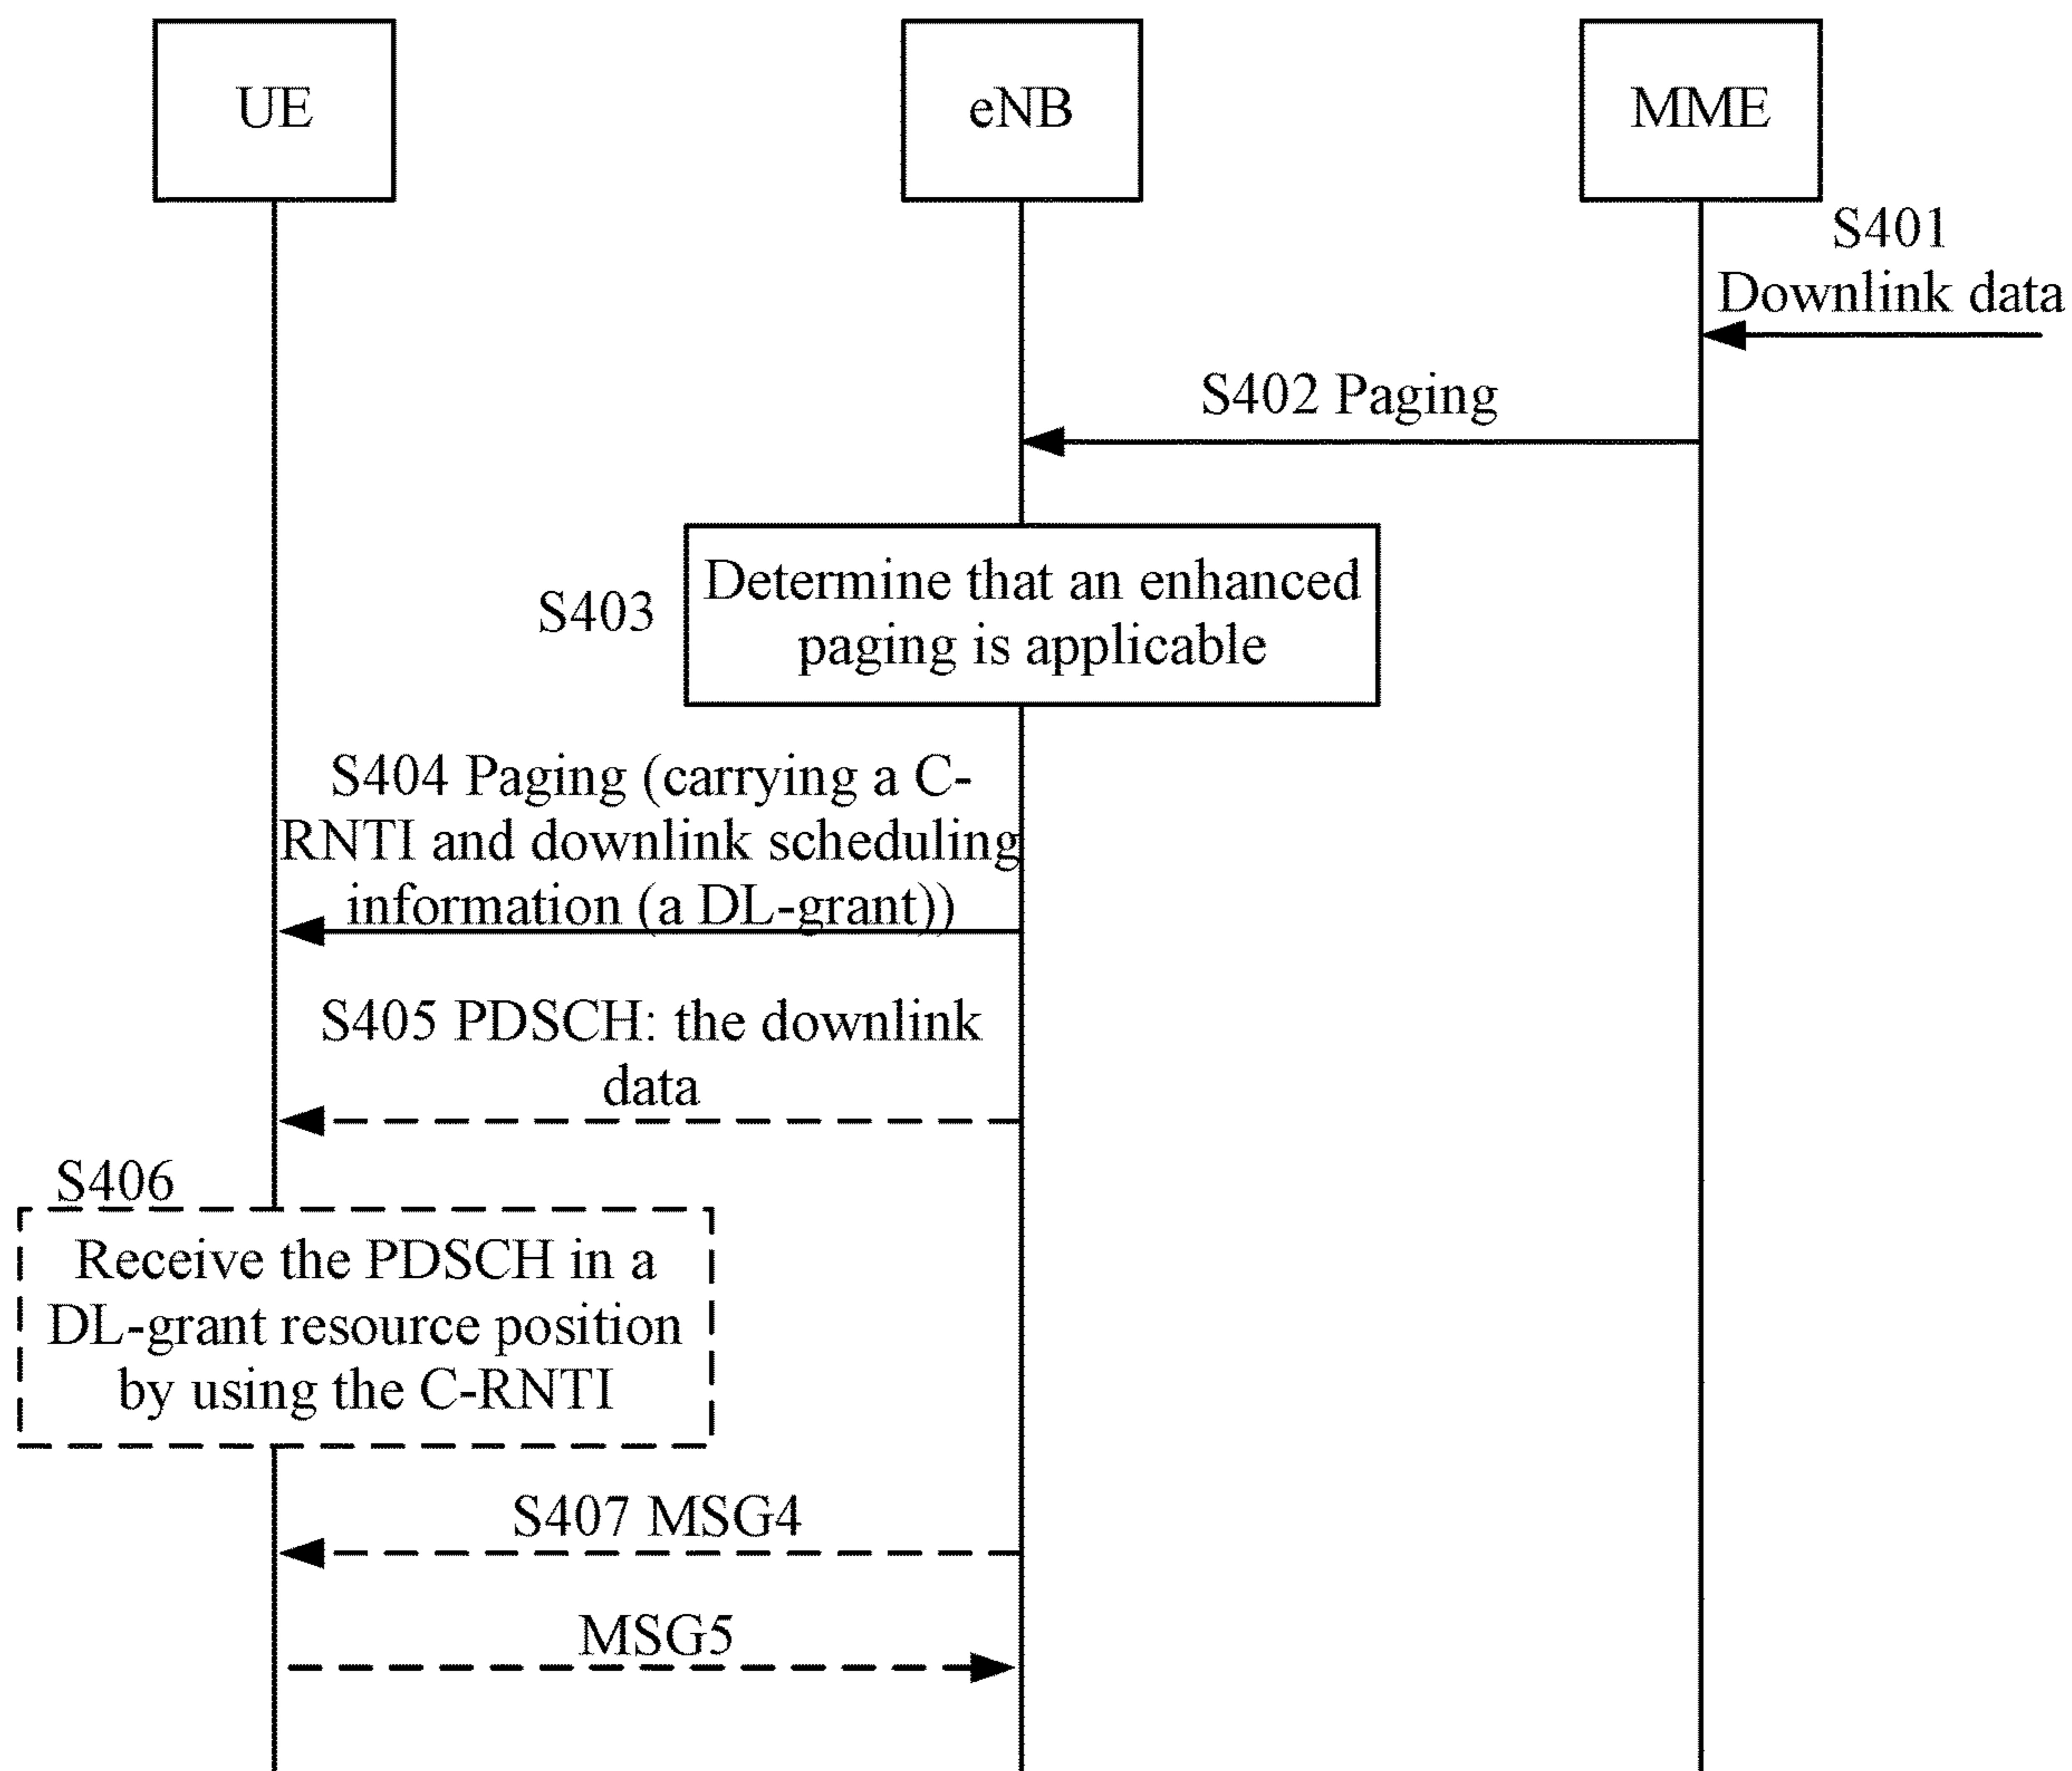 UE
eNB
MME
S401
Downlink data
S402 Paging
S403
Determine that an enhanced
paging is applicable
S404 Paging (carrying a C-
RNTI and downlink scheduling
information (a DL-grant))
S405 PDSCH: the downlink
data
S406
Receive the PDSCH in a
DL-grant resource position
by using the C-RNTI
S407 MSG4
MSG5